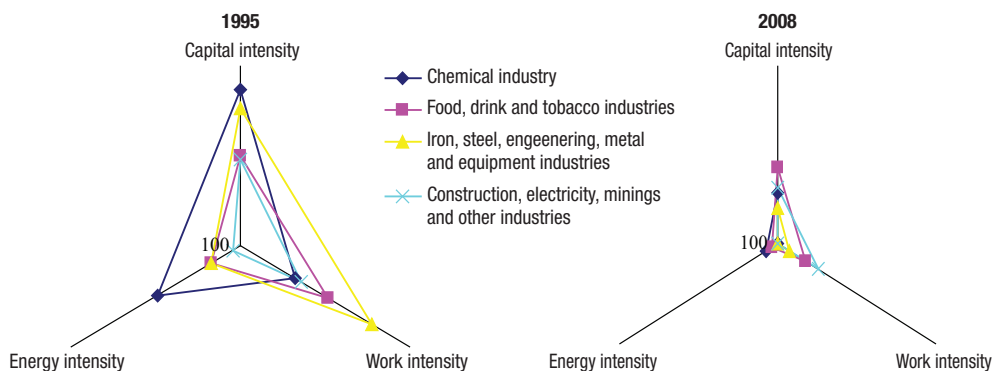 1995
Capital intensity
100
Energy intensity
Work intensity
Chemical industry
Food, drink and tobacco industries
Iron, steel, engeenering, metal
and equipment industries
Construction, electricity, minings
and other industries
2008
Capital intensity
100
Energy intensity
Work intensity